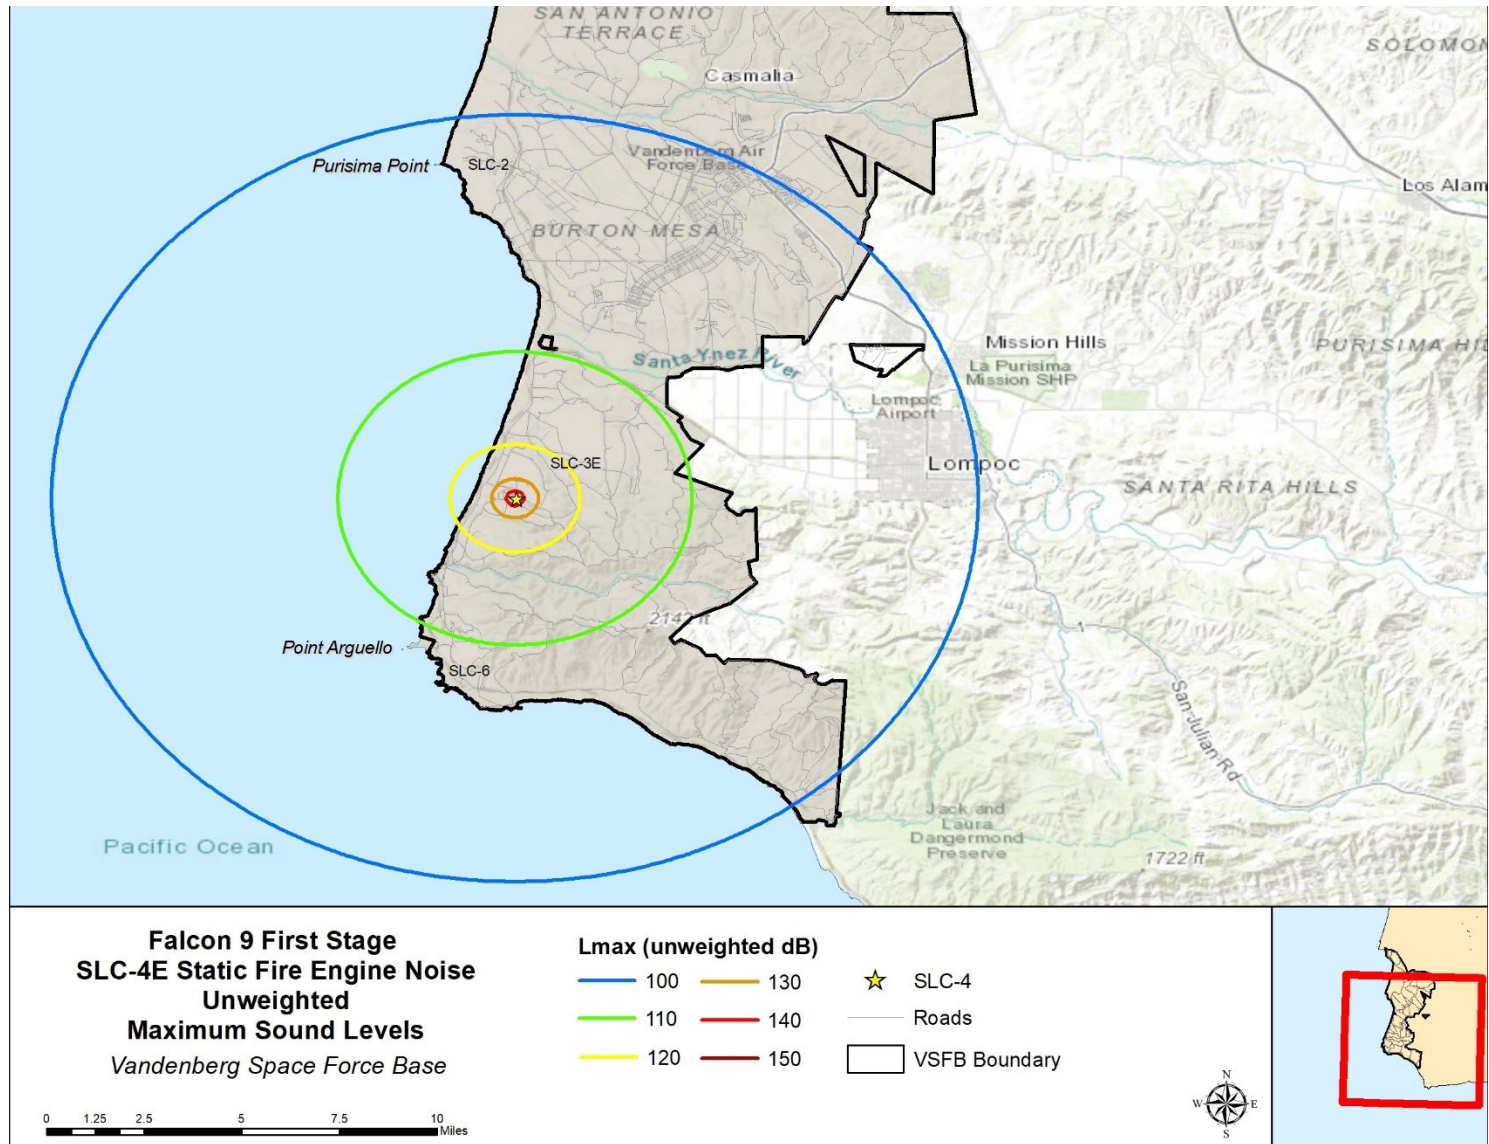 SAN ANTONIO
TERRACE
SOLOMON
Casmalia
Purisima Point
SLC-2
Vandenberg Air
Force Base
Los Alam
BURTON MESA
Santa Ynez River
Mission Hills
La Purisima
Mission SHP
PURISIMA HIL
Lompoc
Airport
SLC-3E
Lompoc
SANTA RITA HILLS
2142 ft
Point Arguello
SLC-6
San Julian Rd
Jack and
Laura
Dangermond
Preserve
Pacific Ocean
1722 ft
Falcon 9 First Stage
SLC-4E Static Fire Engine Noise
Unweighted
Maximum Sound Levels
Vandenberg Space Force Base
0 1.25 2.5 5 7.5 10
Miles
Lmax (unweighted dB)
100 130
110 140
120 150
SLC-4
Roads
VSFB Boundary
N
W E
S